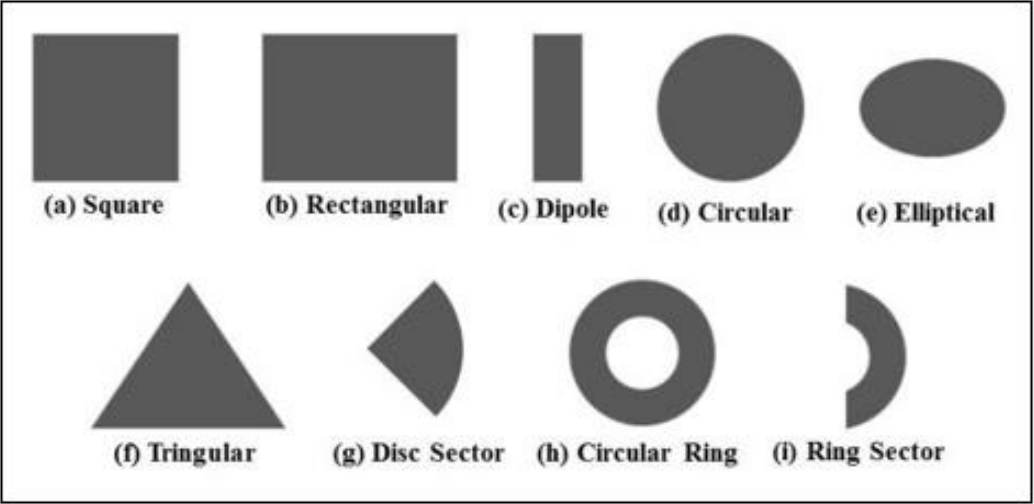 (a) Square
(b) Rectangular
(c) Dipole
(d) Circular
(e) Elliptical
(f) Tringular
(g) Disc Sector
(h) Circular Ring
(i) Ring Sector